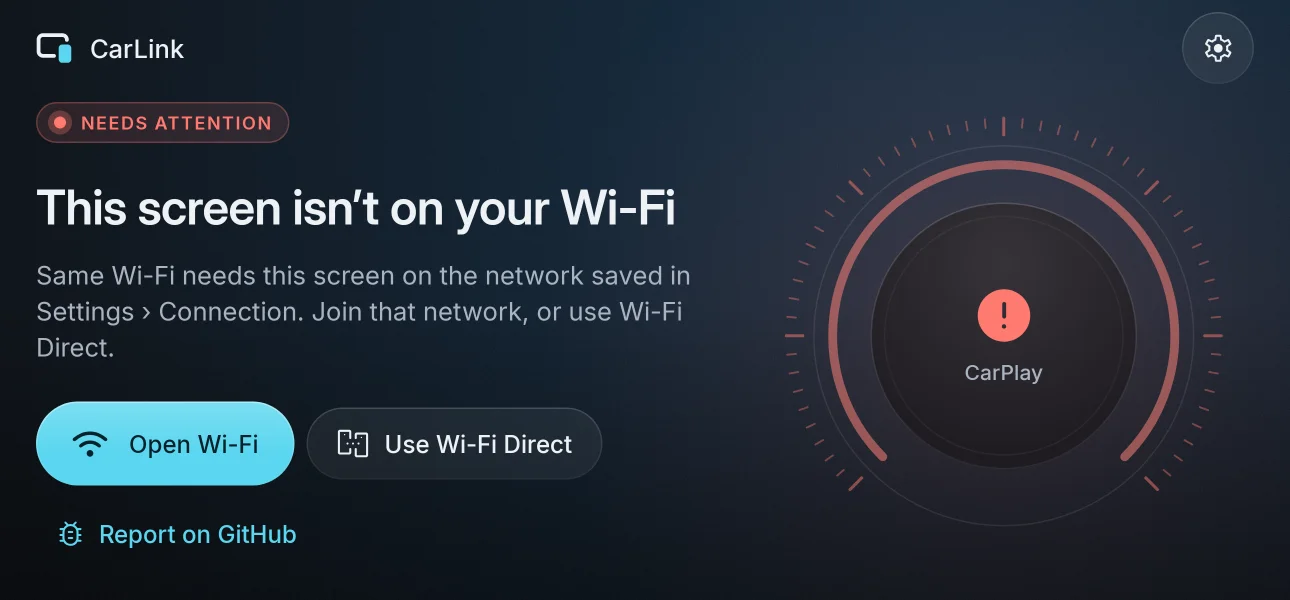 CarLink
NEEDS ATTENTION
This screen isn’t on your Wi-Fi
Same Wi-Fi needs this screen on the network saved in
Settings › Connection. Join that network, or use Wi-Fi
Direct.
Open Wi-Fi
Use Wi-Fi Direct
Report on GitHub
CarPlay